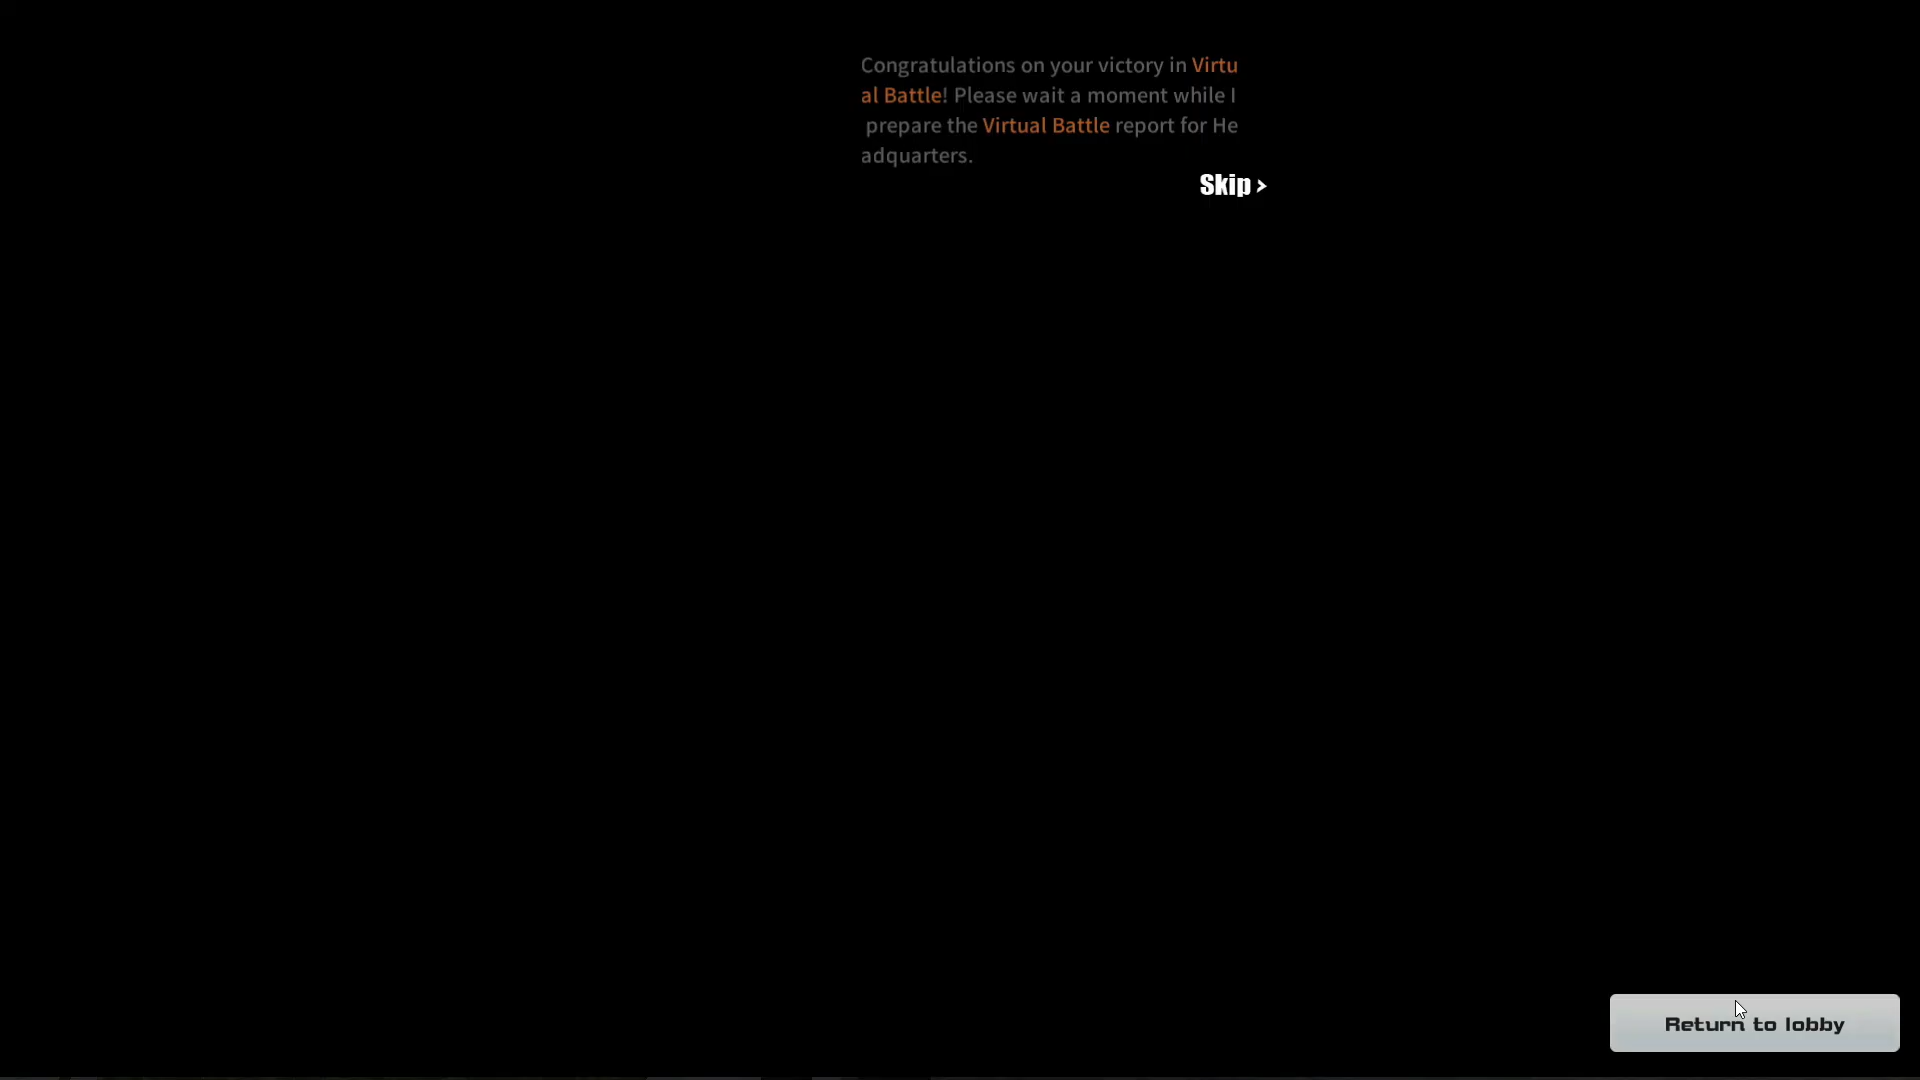 Congratulations on your victory in Virtu
al Battle! Please wait a moment while I
prepare the Virtual Battle report for He
adquarters.
Skip >
Return to lobby